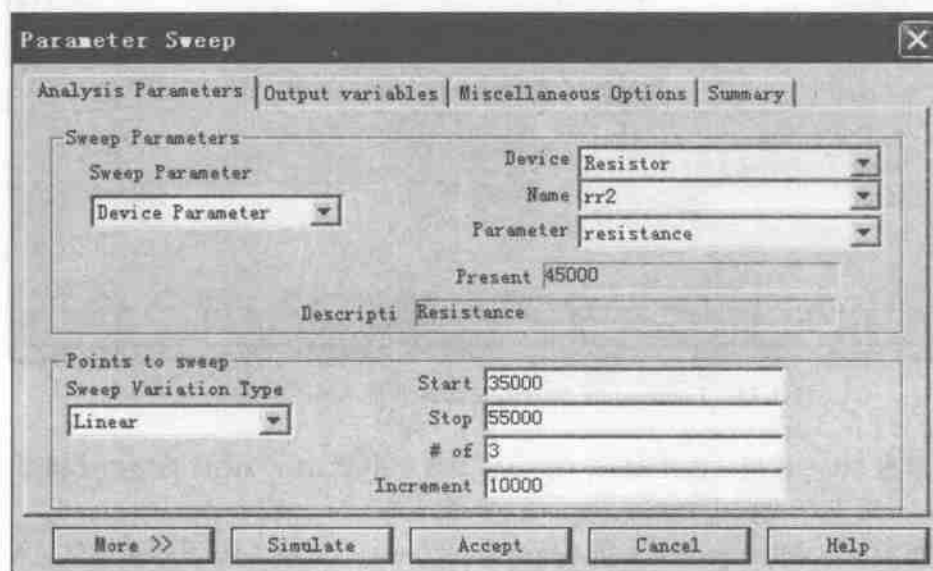 Parameter Sweep
Analysis Parameters Output variables Miscellaneous Options Summary
Sweep Parameters
Sweep Parameter
Device Parameter
Device Resistor
Name rr2
Parameter resistance
Present 45000
Descripti Resistance
Points to sweep
Sweep Variation Type
Linear
Start 35000
Stop 55000
# of 3
Increment 10000
More >> Simulate Accept Cancel Help